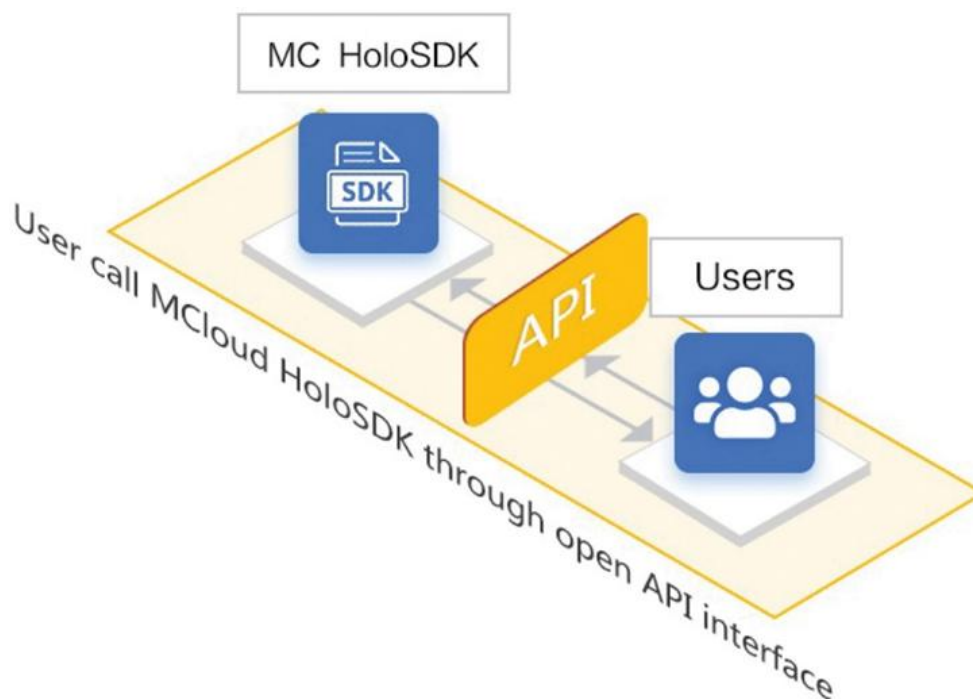 MC HoloSDK
SDK
API
Users
User call MCloud HoloSDK through open API interface